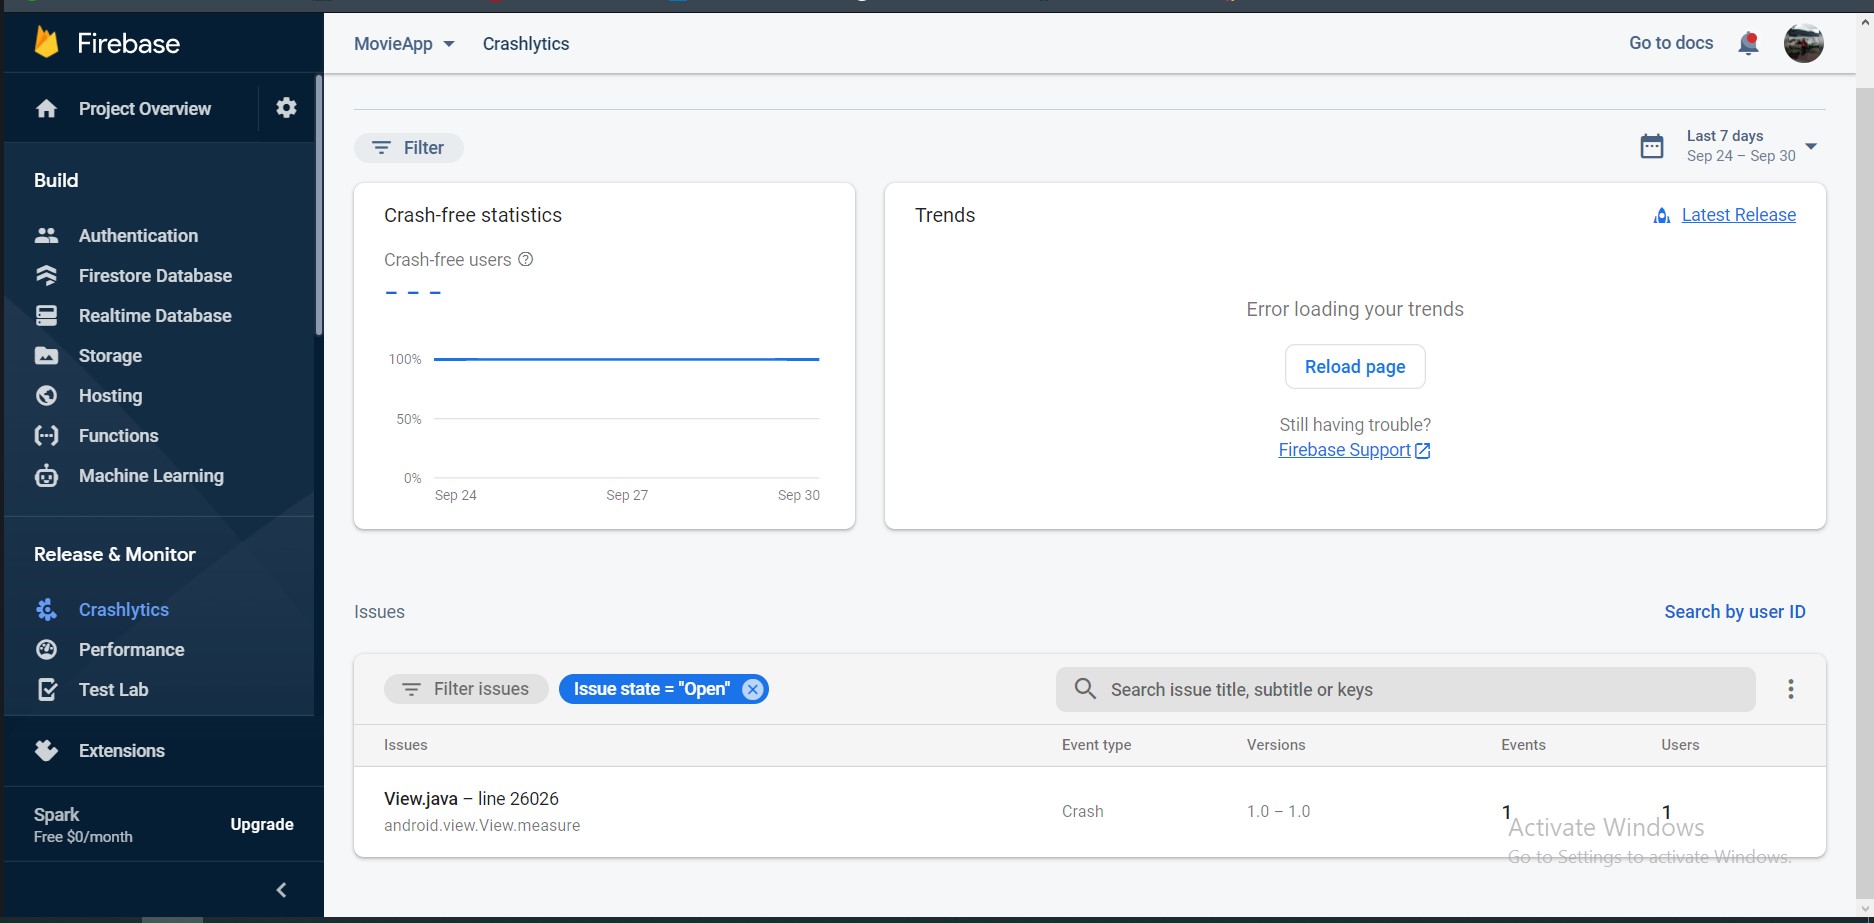 Firebase
MovieApp
Crashlytics
Go to docs
Project Overview
Build
Authentication
Firestore Database
Realtime Database
Storage
Hosting
Functions
Machine Learning
Release & Monitor
Crashlytics
Performance
Test Lab
Extensions
Spark
Free $0/month
Upgrade
Filter
Last 7 days
Sep 24 – Sep 30
Crash-free statistics
Crash-free users
– – –
100%
50%
0%
Sep 24 Sep 27 Sep 30
Trends
Latest Release
Error loading your trends
Reload page
Still having trouble?
Firebase Support
Issues
Search by user ID
Filter issues
Issue state = "Open"
Search issue title, subtitle or keys
Issues Event type Versions Events Users
View.java – line 26026
android.view.View.measure
Crash 1.0 – 1.0 1 1
Activate Windows
Go to Settings to activate Windows.